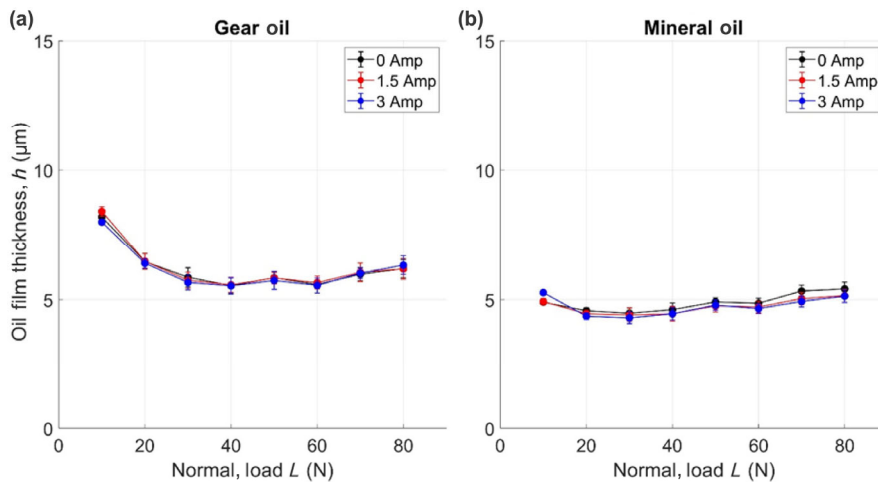 (a)
Gear oil
15
10
5
0
0 Amp
1.5 Amp
3 Amp
Oil film thickness, h (μm)
0 20 40 60 80
Normal, load L (N)
(b)
Mineral oil
15
10
5
0
0 Amp
1.5 Amp
3 Amp
0 20 40 60 80
Normal, load L (N)